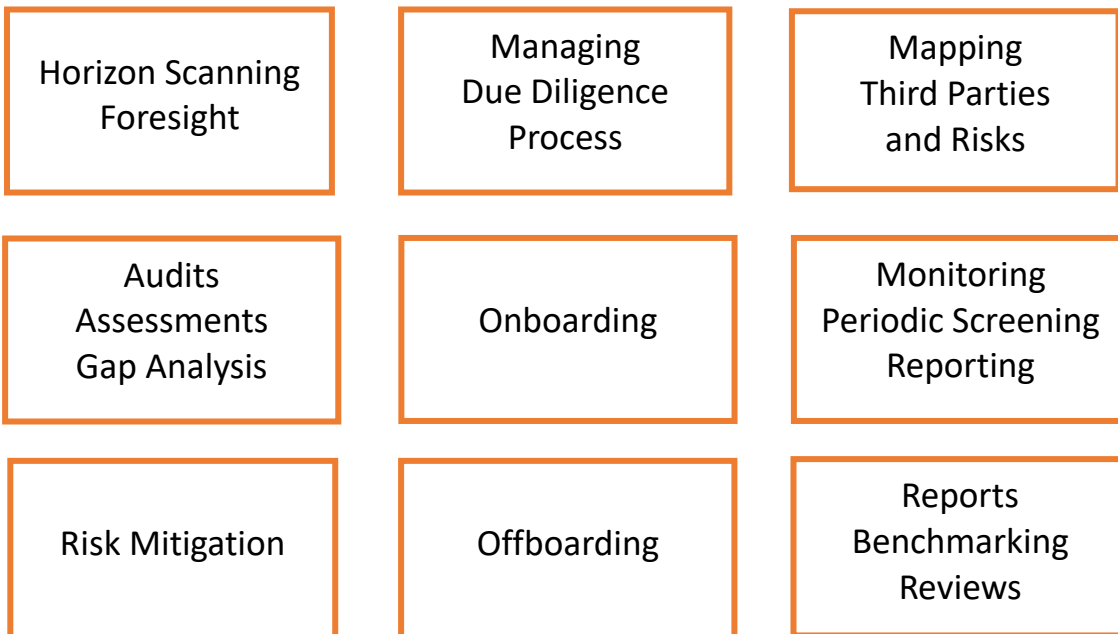 Horizon Scanning
Foresight
Managing
Due Diligence
Process
Mapping
Third Parties
and Risks
Audits
Assessments
Gap Analysis
Onboarding
Monitoring
Periodic Screening
Reporting
Risk Mitigation
Offboarding
Reports
Benchmarking
Reviews